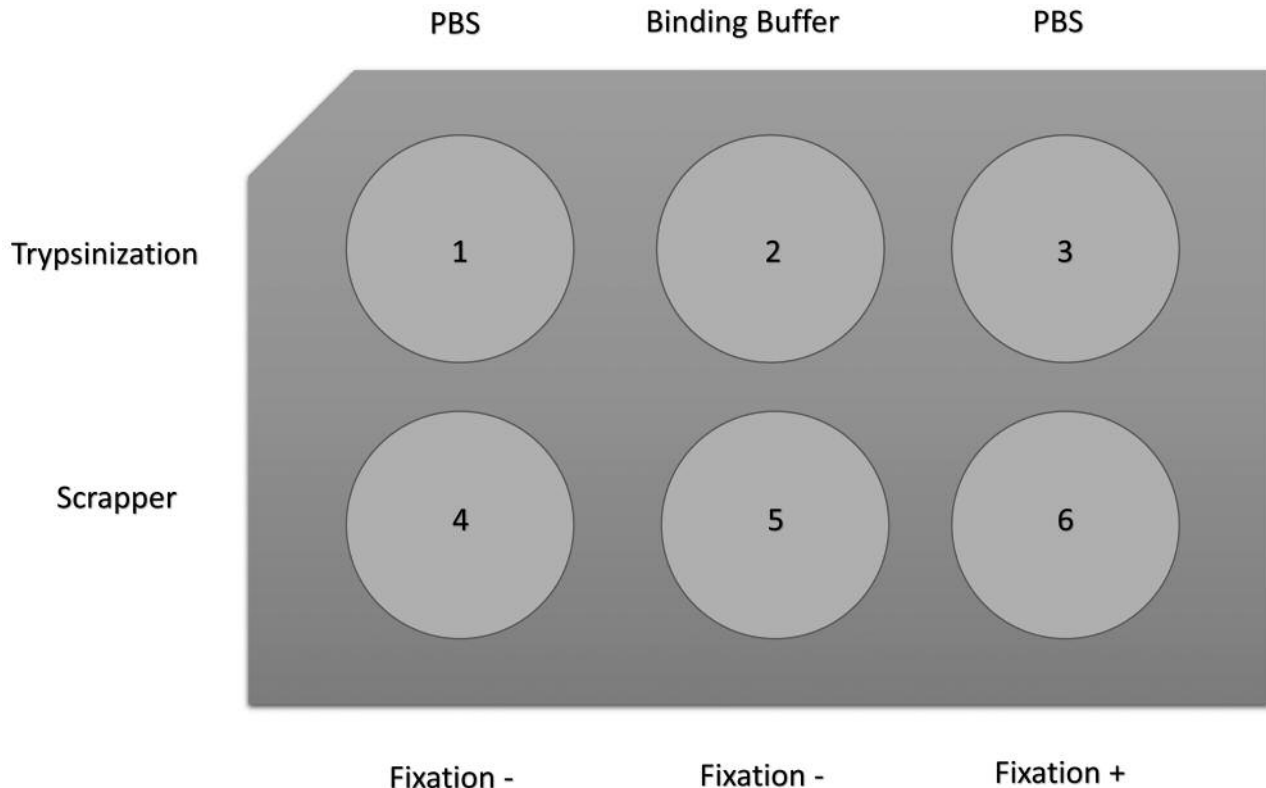 PBS Binding Buffer PBS
Trypsinization 1 2 3
Scrapper 4 5 6
Fixation - Fixation - Fixation +